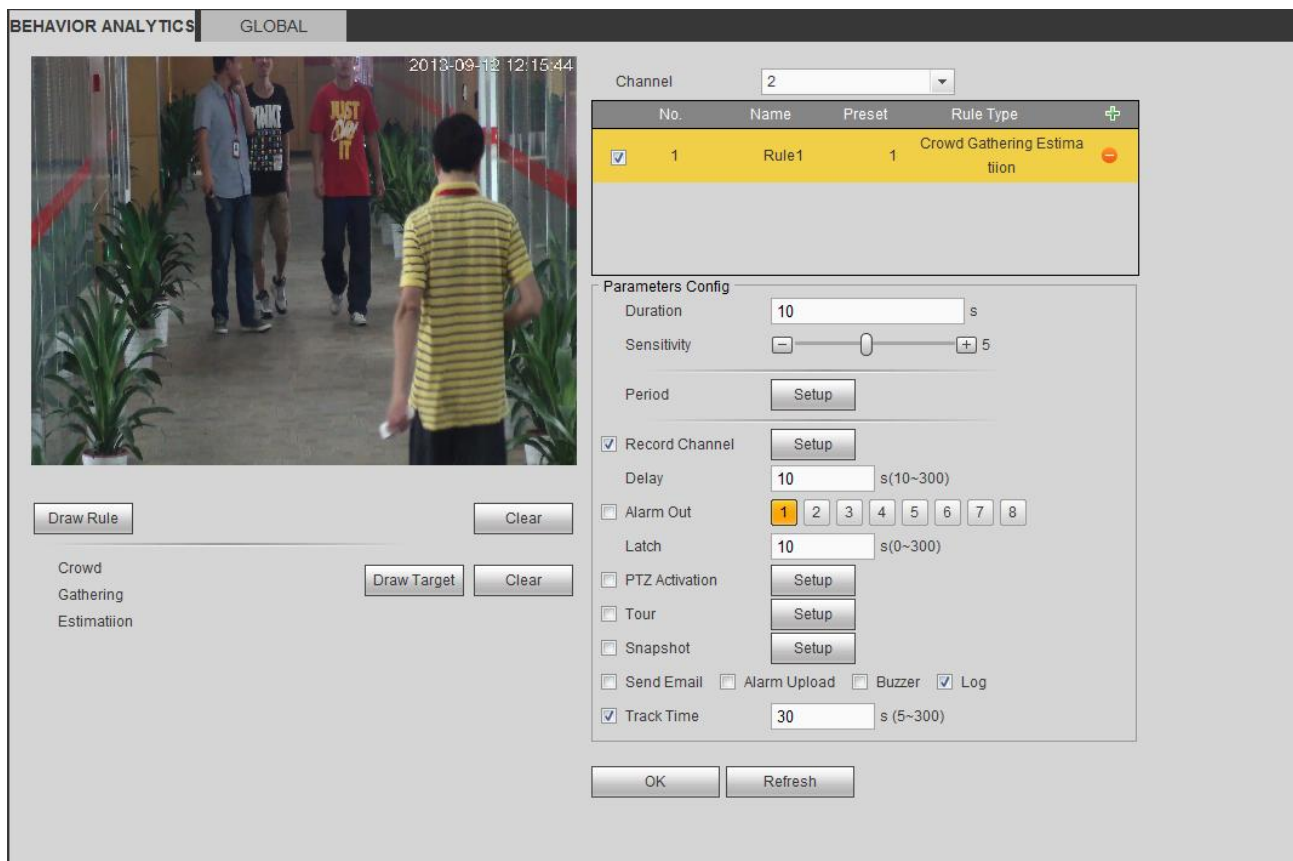 BEHAVIOR ANALYTICS
GLOBAL
2013-09-12 12:15:44
JUST
IT
Draw Rule
Clear
Crowd
Gathering
Estimatiion
Draw Target
Clear
Channel
2
No. Name Preset Rule Type
1 Rule1 1 Crowd Gathering Estima
tiion
Parameters Config
Duration 10 s
Sensitivity - + 5
Period Setup
Record Channel Setup
Delay 10 s(10~300)
Alarm Out 1 2 3 4 5 6 7 8
Latch 10 s(0~300)
PTZ Activation Setup
Tour Setup
Snapshot Setup
Send Email Alarm Upload Buzzer Log
Track Time 30 s (5~300)
OK Refresh